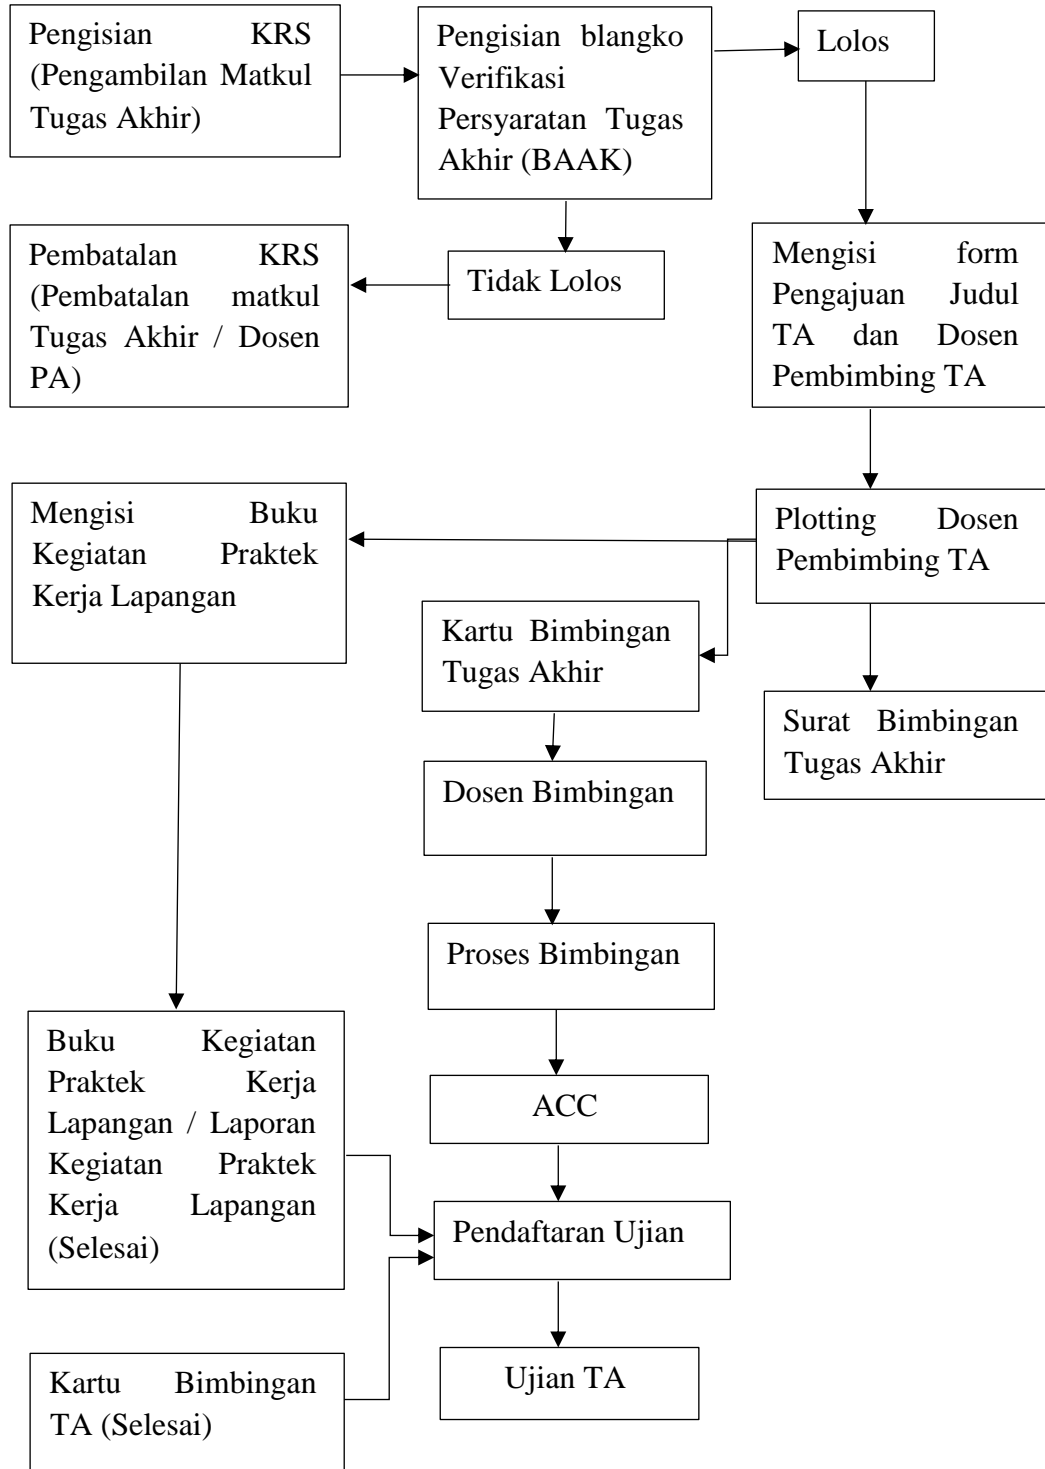 Pengisian KRS
(Pengambilan Matkul
Tugas Akhir)
Pengisian blangko
Verifikasi
Persyaratan Tugas
Akhir (BAAK)
Lolos
Pembatalan KRS
(Pembatalan matkul
Tugas Akhir / Dosen
PA)
Tidak Lolos
Mengisi form
Pengajuan Judul
TA dan Dosen
Pembimbing TA
Mengisi Buku
Kegiatan Praktek
Kerja Lapangan
Plotting Dosen
Pembimbing TA
Kartu Bimbingan
Tugas Akhir
Surat Bimbingan
Tugas Akhir
Dosen Bimbingan
Proses Bimbingan
Buku Kegiatan
Praktek Kerja
Lapangan / Laporan
Kegiatan Praktek
Kerja Lapangan
(Selesai)
ACC
Pendaftaran Ujian
Kartu Bimbingan
TA (Selesai)
Ujian TA